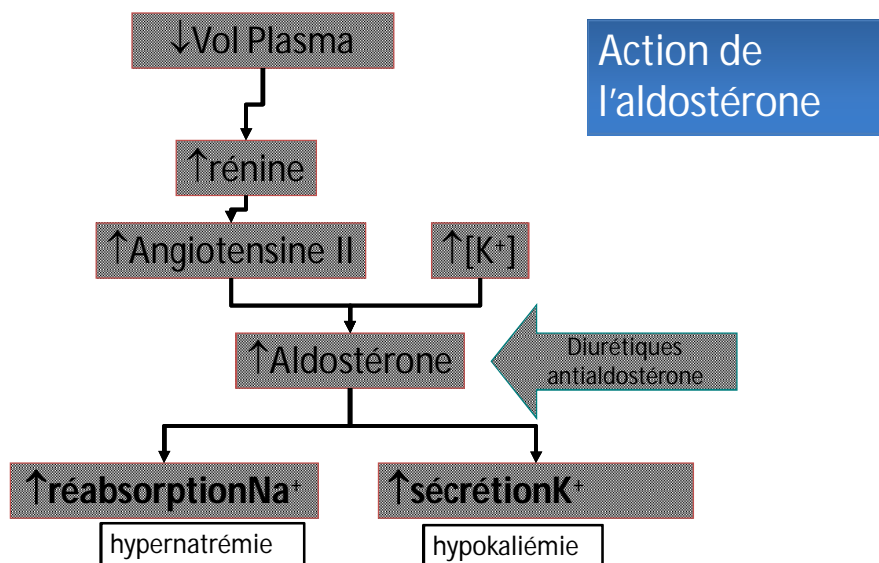 Action de
l'aldostérone
↓Vol Plasma
↑rénine
↑Angiotensine II
↑[K⁺]
↑Aldostérone
Diurétiques
antialdostérone
↑réabsorptionNa⁺
↑sécrétionK⁺
hypernatrémie
hypokaliémie